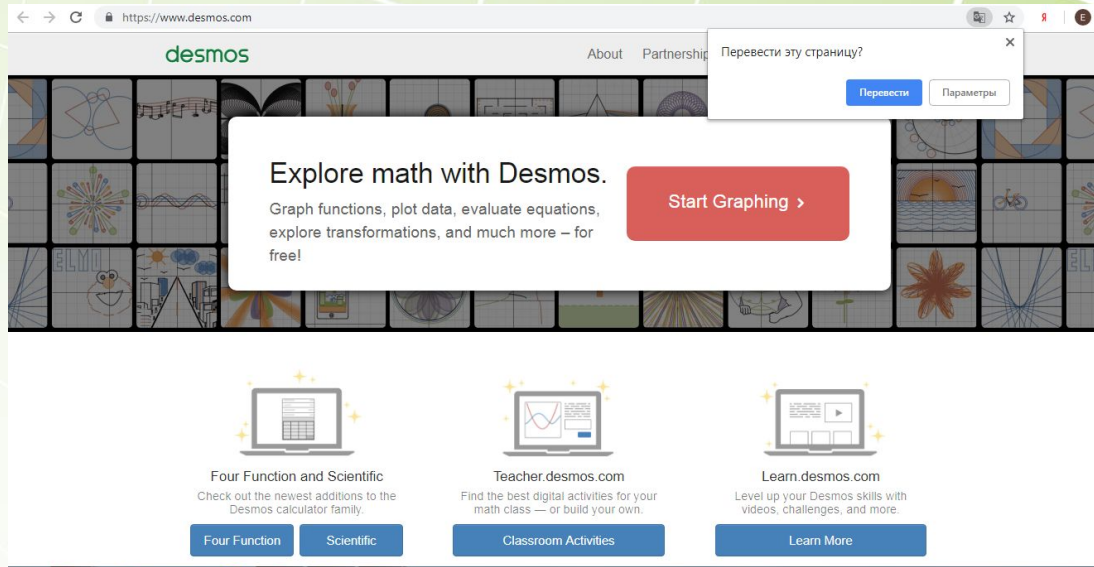 https://www.desmos.com
Я
E
desmos
About
Partnership
Перевести эту страницу?
Перевести
Параметры
Explore math with Desmos.
Graph functions, plot data, evaluate equations,
explore transformations, and much more – for
free!
Start Graphing >
ELMO
EL
Four Function and Scientific
Check out the newest additions to the
Desmos calculator family.
Four Function
Scientific
Teacher.desmos.com
Find the best digital activities for your
math class — or build your own.
Classroom Activities
Learn.desmos.com
Level up your Desmos skills with
videos, challenges, and more.
Learn More